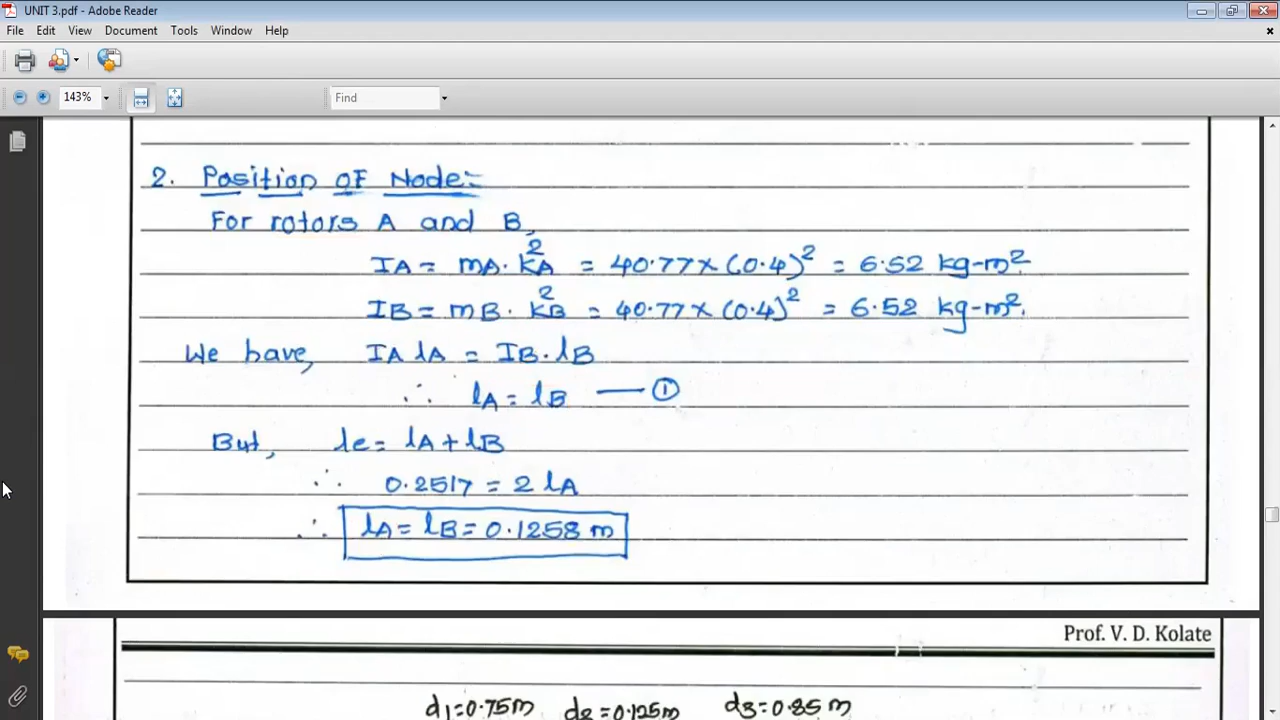 UNIT 3.pdf - Adobe Reader
File Edit View Document Tools Window Help
143% Find
2. Position OF Node:-
For rotors A and B,
IA = mA. kA² = 40.77 x (0.4)² = 6.52 kg-m².
IB = mB. kB² = 40.77 x (0.4)² = 6.52 kg-m².
We have, IA lA = IB. lB
∴ lA = lB — ①
But, le = lA + lB
∴ 0.2517 = 2 lA
∴ lA = lB = 0.1258 m
Prof. V. D. Kolate
d1=0.75m d2=0.125m d3=0.85m